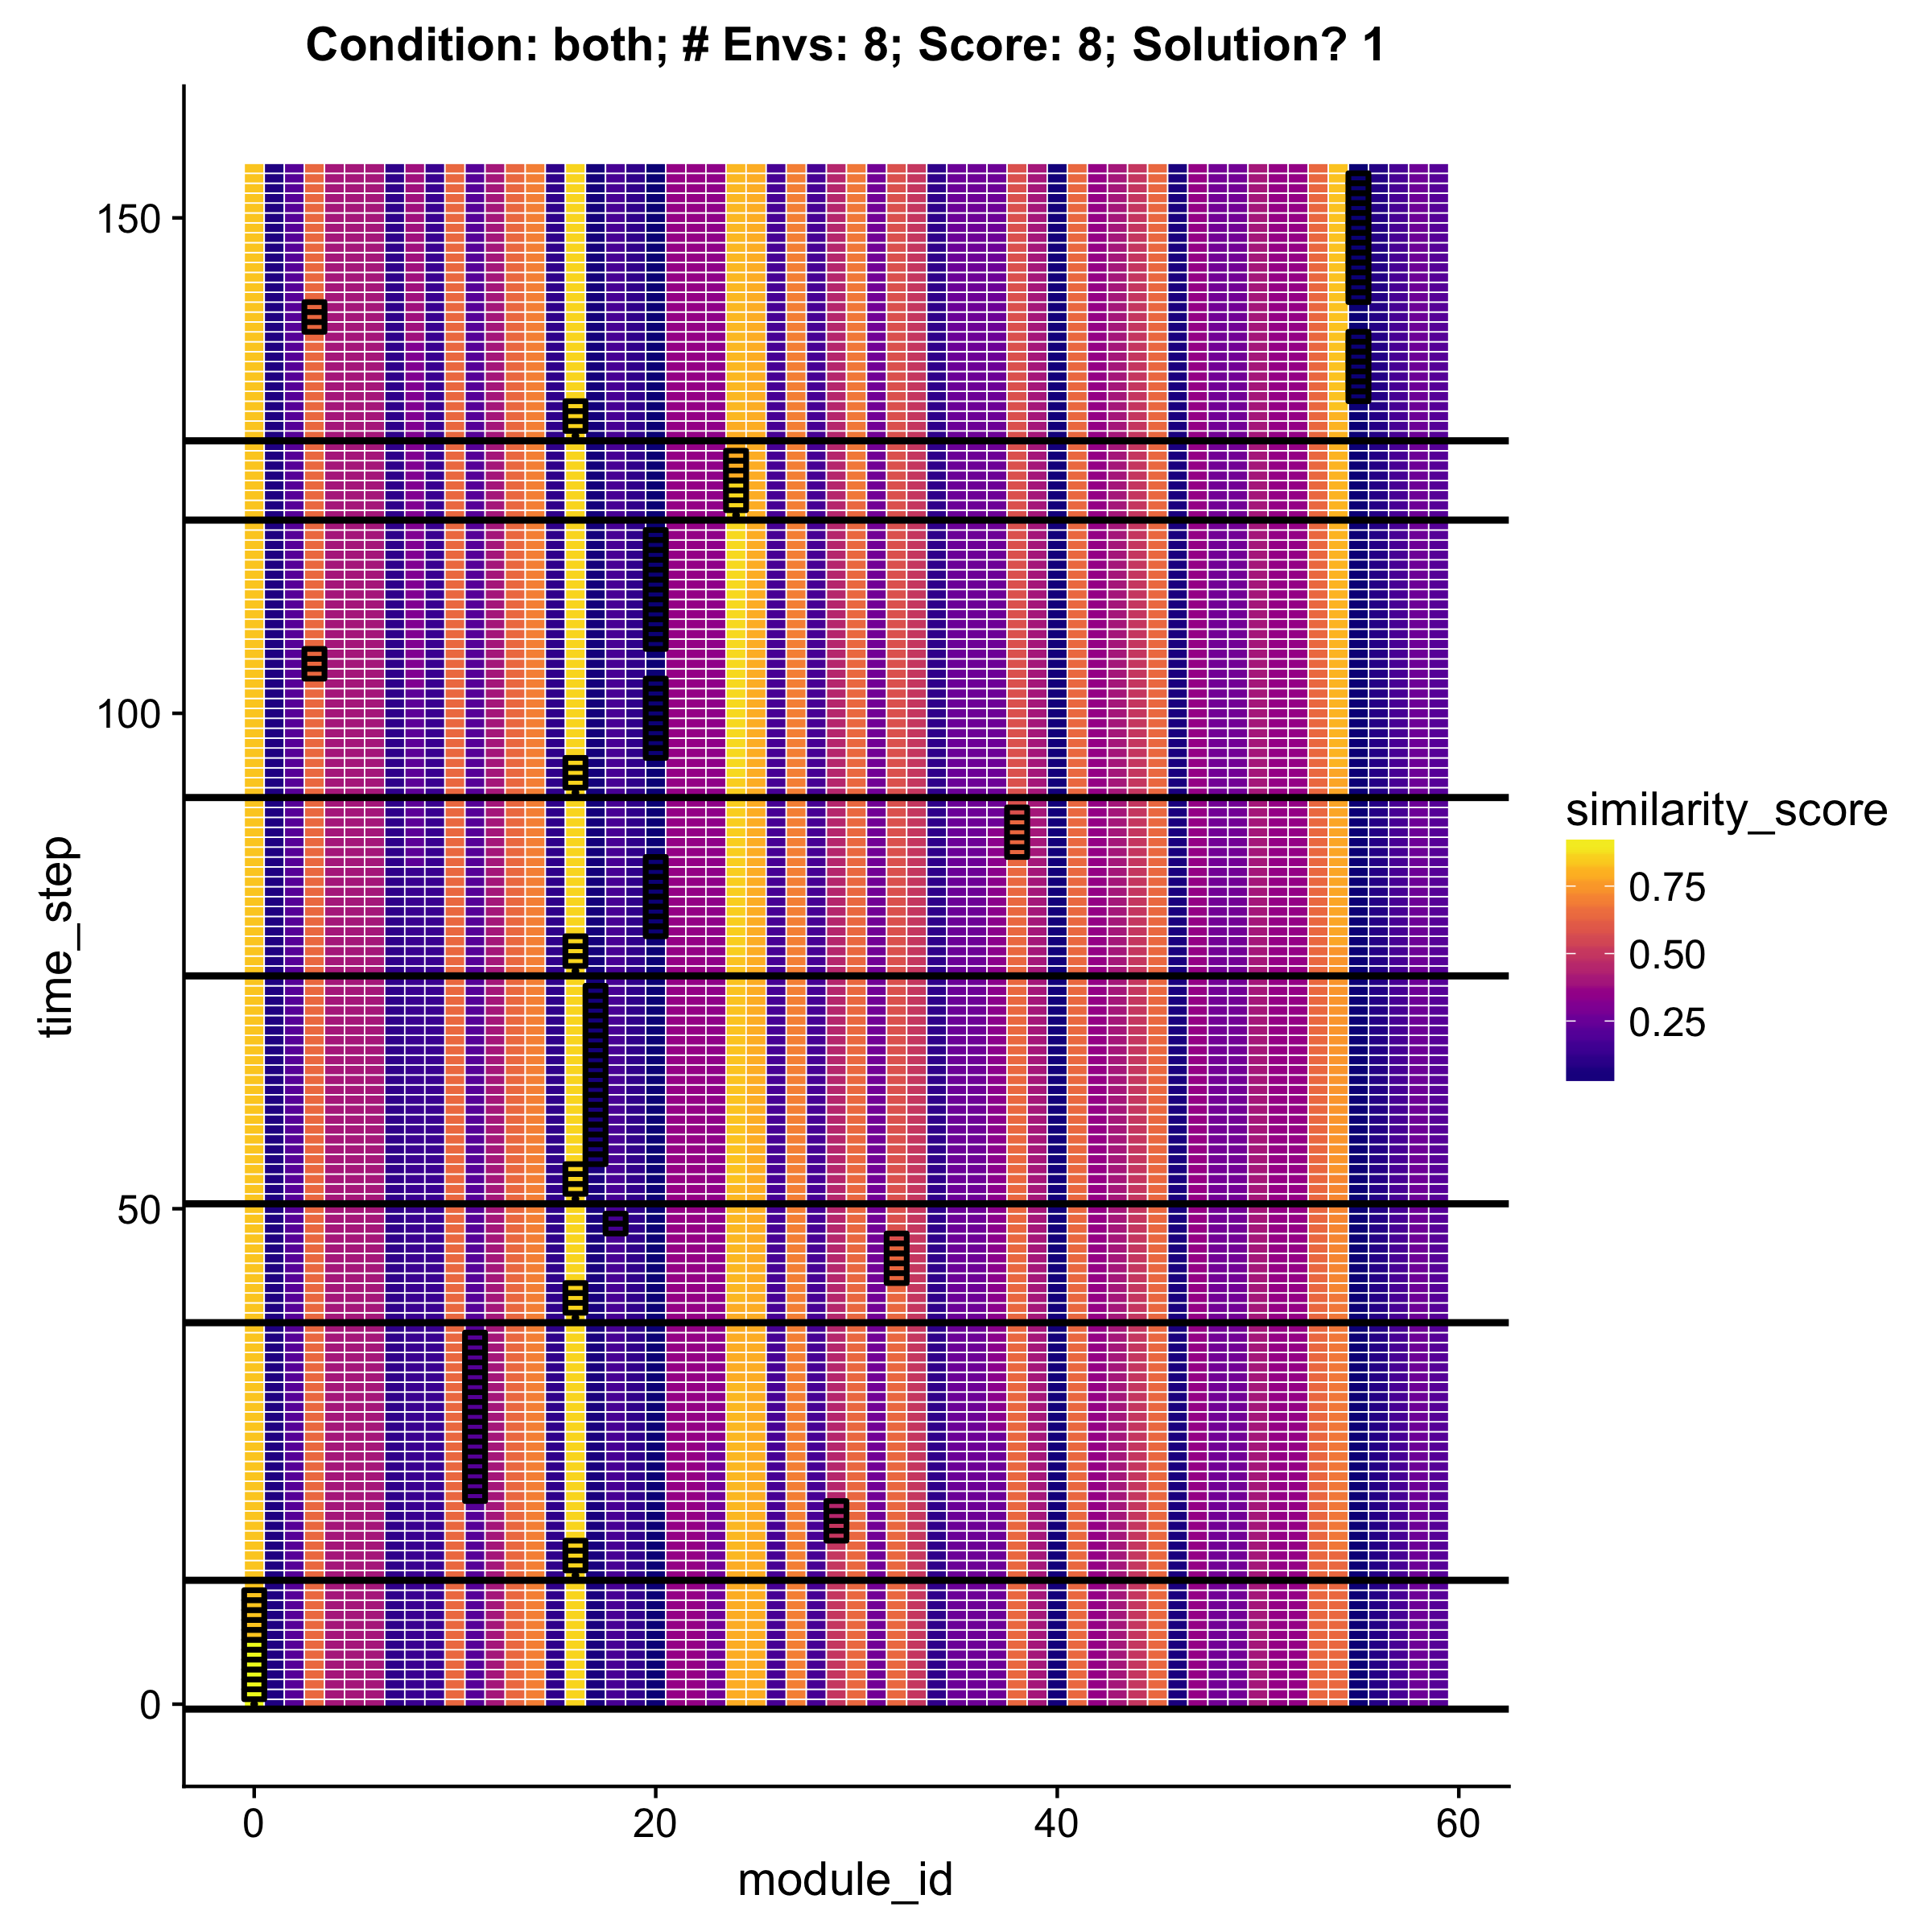 Condition: both; # Envs: 8; Score: 8; Solution? 1
time_step
150
100
50
0
0
20
40
60
module_id
similarity_score
0.75
0.50
0.25